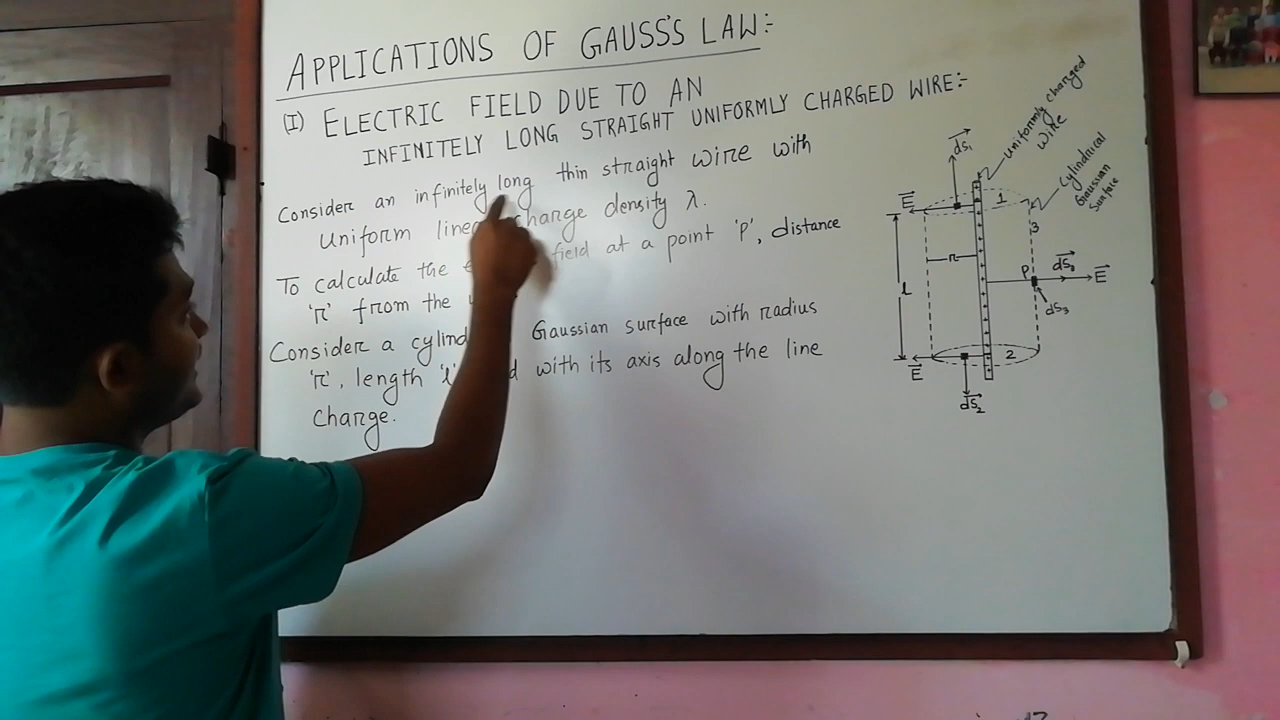 APPLICATIONS OF GAUSS'S LAW:-
(I) ELECTRIC FIELD DUE TO AN
INFINITELY LONG STRAIGHT UNIFORMLY CHARGED WIRE:-
Consider an infinitely long thin straight wire with
uniform line charge density λ.
To calculate the field at a point 'P', distance
'r' from the
Consider a cylind Gaussian surface with radius
'r', length 'l' with its axis along the line
charge.
uniformly charged
wire
Cylindrical
Gaussian
Surface
dS₁
E
1
3
r
l
P
dS₃
E
dS₃
2
E
dS₂